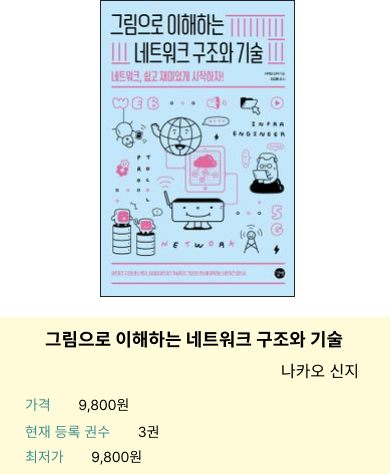 그림으로 이해하는
네트워크 구조와 기술
네트워크, 쉽고 재미있게 시작하자!
WEB
INFRA
ENGINEER
PROTOCOL
5G
NETWORK
길벗
그림으로 이해하는 네트워크 구조와 기술
나카오 신지
가격 9,800원
현재 등록 권수 3권
최저가 9,800원